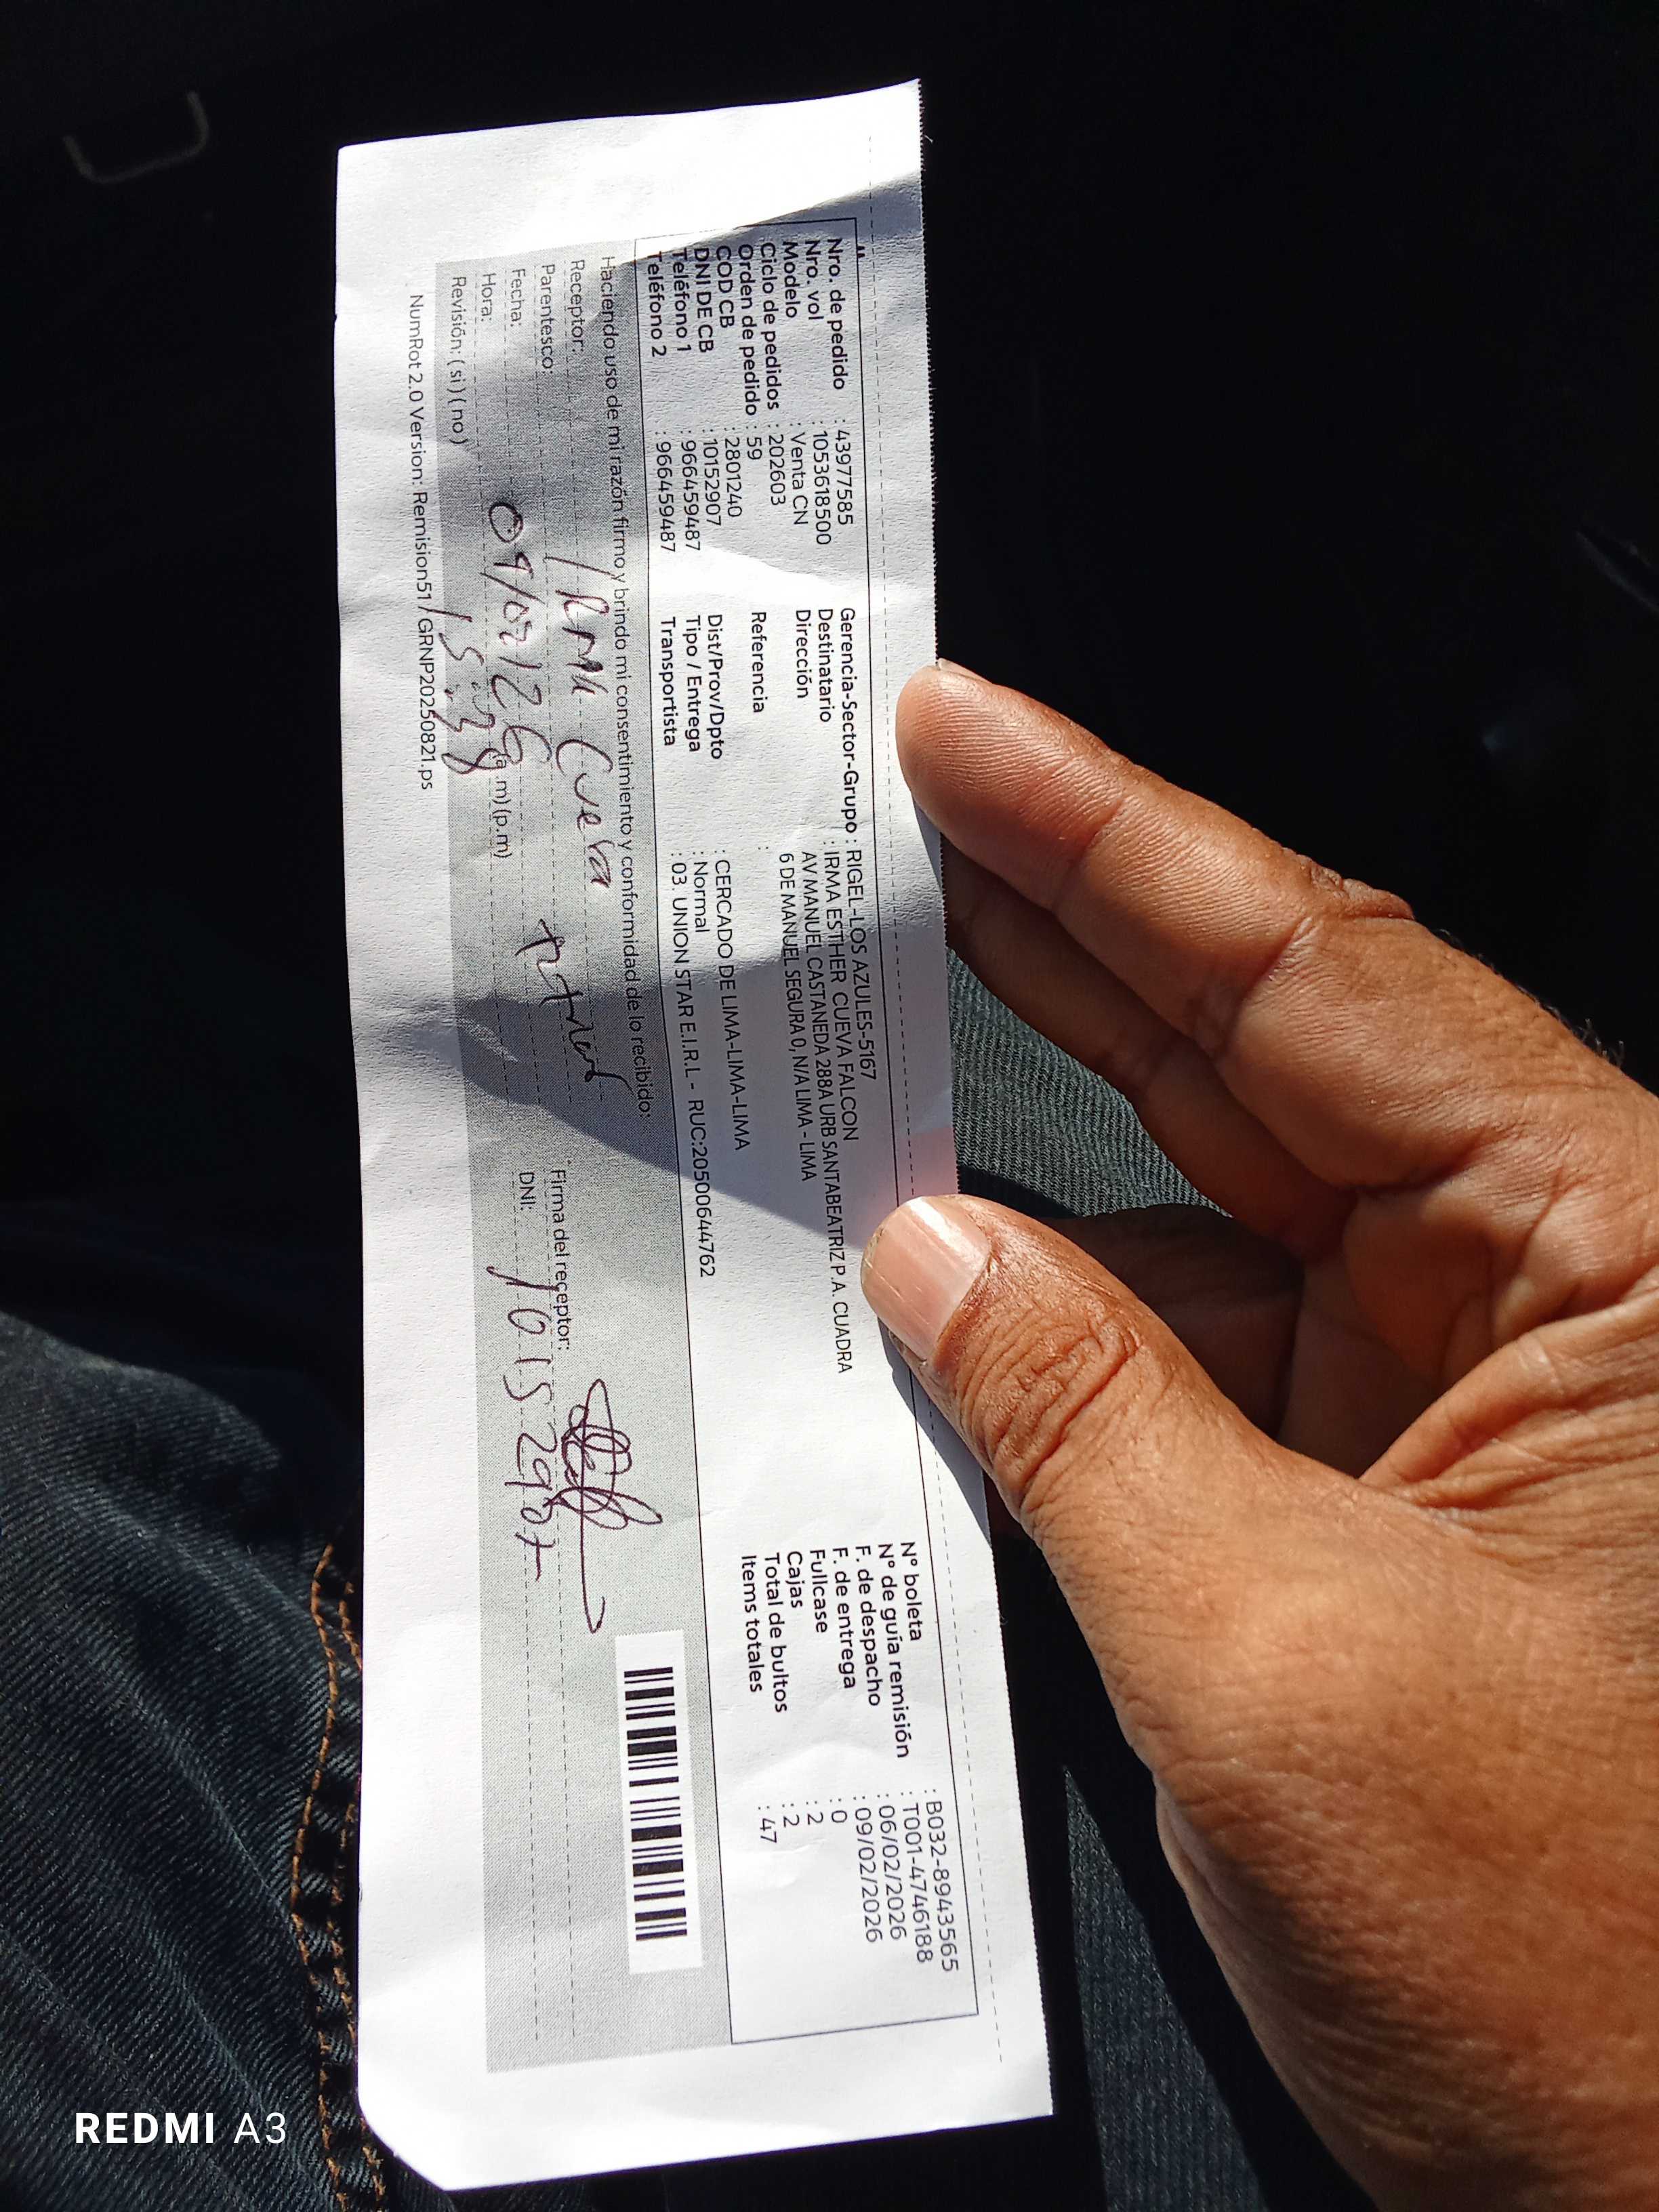 Nro. de pedido : 43977585
Nro. vol : 1053618500
Modelo : Venta CN
Ciclo de pedidos : 202603
Orden de pedido : 59
COD CB : 2801240
DNI DE CB : 10152907
Teléfono 1 : 966459487
Teléfono 2 : 966459487
Gerencia-Sector-Grupo : RIGEL-LOS AZULES-5167
Destinatario : IRMA ESTHER CUEVA FALCON
Dirección AV MANUEL CASTANEDA 288A URB SANTABEATRIZ P.A. CUADRA
6 DE MANUEL SEGURA 0, N/A LIMA - LIMA
Referencia :
Dist/Prov/Dpto : CERCADO DE LIMA-LIMA-LIMA
Tipo / Entrega : Normal
Transportista : 03. UNION STAR E.I.R.L - RUC:20500644762
N° boleta : B032-8943565
N° de guía remisión : T001-4746188
F. de despacho : 06/02/2026
F. de entrega : 09/02/2026
Fullcase : 0
Cajas : 2
Total de bultos : 2
Items totales : 47
Haciendo uso de mi razón firmo y brindo mi consentimiento y conformidad de lo recibido:
Receptor: Irma Cueva
Parentesco:
Fecha: 09/02/26
Hora: 15:38 (a.m) (p.m)
Revisión: ( si ) ( no )
Firma del receptor:
DNI: 10152907
NumRot 2.0 Version: Remision51 / GRNP20250821.ps
REDMI A3